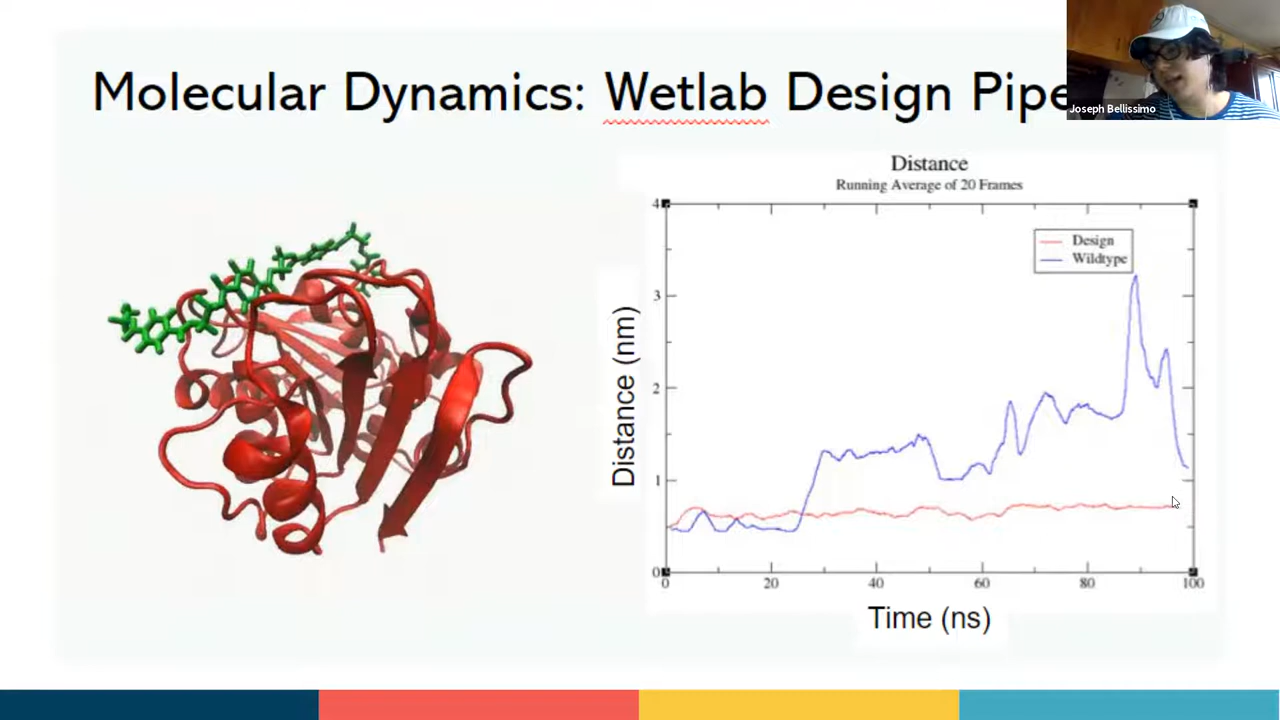 Molecular Dynamics: Wetlab Design Pipe
Joseph Bellissimo
Distance
Running Average of 20 Frames
Design
Wildtype
4
3
2
1
0
Distance (nm)
0 20 40 60 80 100
Time (ns)